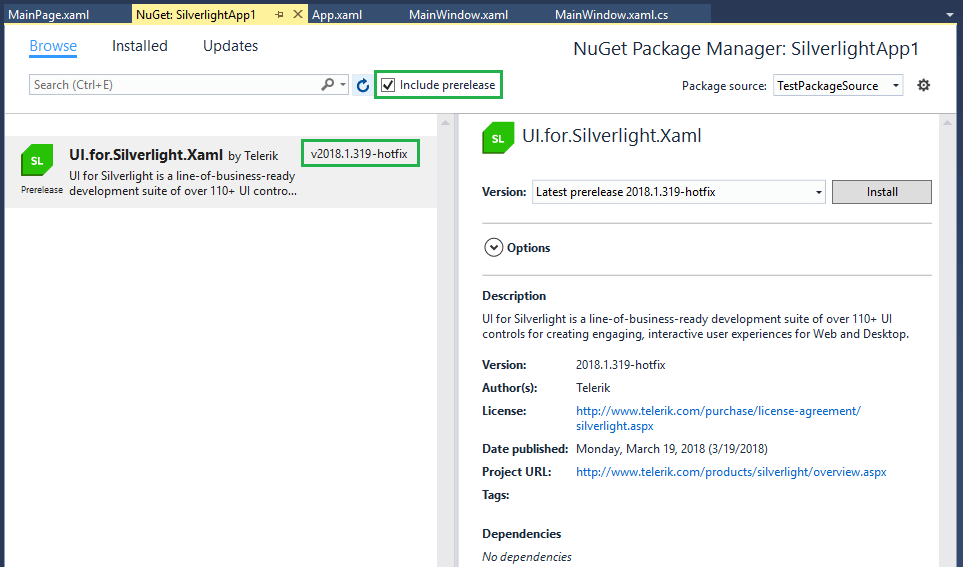 MainPage.xaml
NuGet: SilverlightApp1
App.xaml
MainWindow.xaml
MainWindow.xaml.cs
Browse Installed Updates
NuGet Package Manager: SilverlightApp1
Search (Ctrl+E)
Include prerelease
Package source: TestPackageSource
SL
Prerelease
UI.for.Silverlight.Xaml by Telerik
v2018.1.319-hotfix
UI for Silverlight is a line-of-business-ready
development suite of over 110+ UI contro...
SL
UI.for.Silverlight.Xaml
Version: Latest prerelease 2018.1.319-hotfix
Install
Options
Description
UI for Silverlight is a line-of-business-ready development suite of over 110+ UI
controls for creating engaging, interactive user experiences for Web and Desktop.
Version: 2018.1.319-hotfix
Author(s): Telerik
License: http://www.telerik.com/purchase/license-agreement/
silverlight.aspx
Date published: Monday, March 19, 2018 (3/19/2018)
Project URL: http://www.telerik.com/products/silverlight/overview.aspx
Tags:
Dependencies
No dependencies